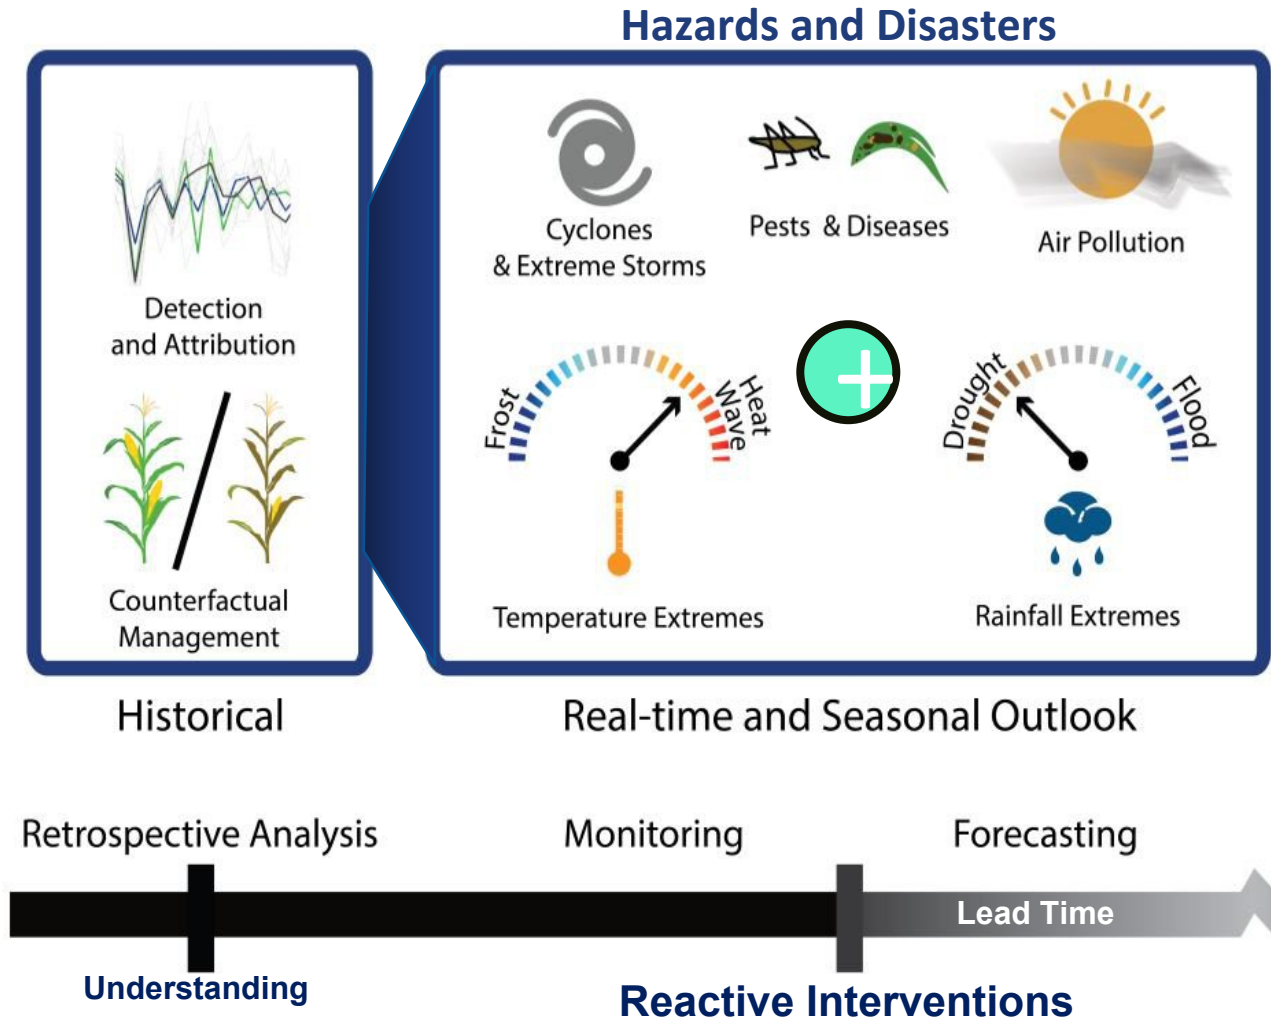 Hazards and Disasters
Detection
and Attribution
Counterfactual
Management
Cyclones
& Extreme Storms
Pests & Diseases
Air Pollution
Frost
Heat
Wave
Temperature Extremes
Drought
Flood
Rainfall Extremes
Historical
Real-time and Seasonal Outlook
Retrospective Analysis
Monitoring
Forecasting
Lead Time
Understanding
Reactive Interventions